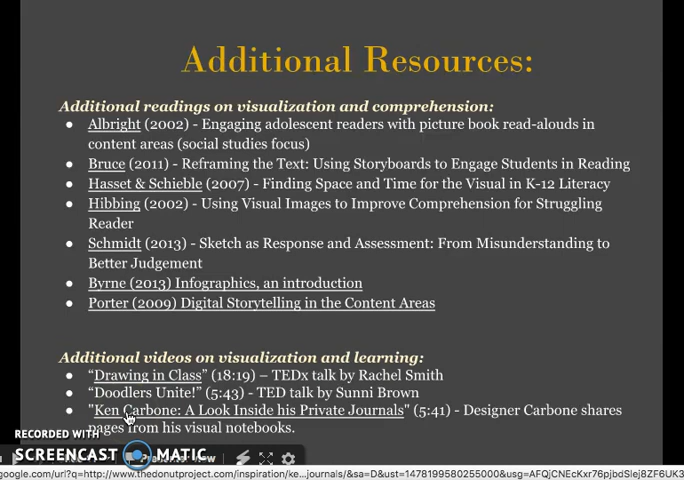 Additional Resources:
Additional readings on visualization and comprehension:
● Albright (2002) - Engaging adolescent readers with picture book read-alouds in
content areas (social studies focus)
● Bruce (2011) - Reframing the Text: Using Storyboards to Engage Students in Reading
● Hasset & Schieble (2007) - Finding Space and Time for the Visual in K-12 Literacy
● Hibbing (2002) - Using Visual Images to Improve Comprehension for Struggling
Reader
● Schmidt (2013) - Sketch as Response and Assessment: From Misunderstanding to
Better Judgement
● Byrne (2013) Infographics, an introduction
● Porter (2009) Digital Storytelling in the Content Areas
Additional videos on visualization and learning:
● “Drawing in Class” (18:19) – TEDx talk by Rachel Smith
● “Doodlers Unite!” (5:43) - TED talk by Sunni Brown
● "Ken Carbone: A Look Inside his Private Journals" (5:41) - Designer Carbone shares
pages from his visual notebooks.
RECORDED WITH
SCREENCAST MATIC
google.com/url?q=http://www.thedonutproject.com/inspiration/ke...journals/&sa=D&ust=1478199580255000&usg=AFQjCNEcKxr76pjbdSlej8ZF6UK3